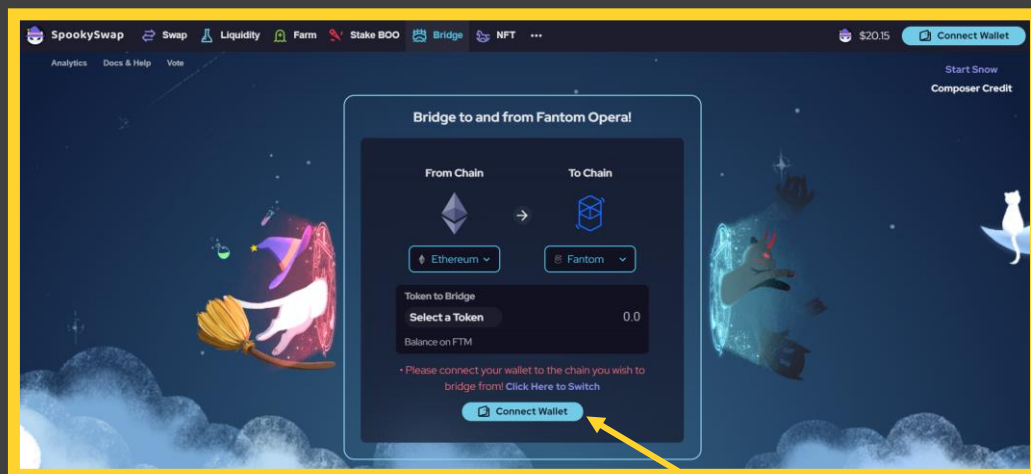 SpookySwap Swap Liquidity Farm Stake BOO Bridge NFT ••• $20.15 Connect Wallet
Analytics Docs & Help Vote
Start Snow
Composer Credit
Bridge to and from Fantom Opera!
From Chain To Chain
Ethereum Fantom
Token to Bridge
Select a Token 0.0
Balance on FTM
• Please connect your wallet to the chain you wish to
bridge from! Click Here to Switch
Connect Wallet